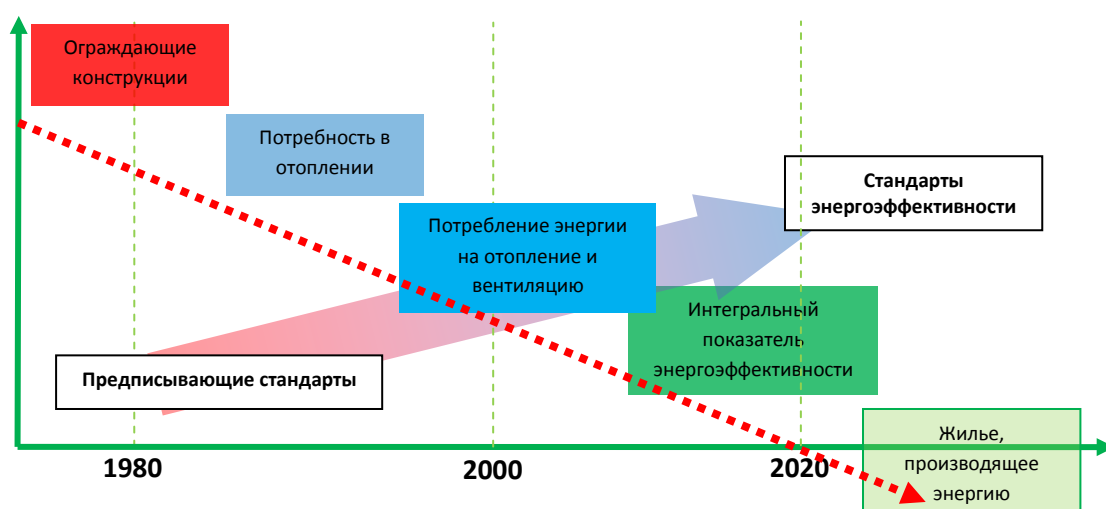 Ограждающие
конструкции
Потребность в
отоплении
Стандарты
энергоэффективности
Потребление энергии
на отопление и
вентиляцию
Интегральный
показатель
энергоэффективности
Предписывающие стандарты
Жилье,
производящее
энергию
1980
2000
2020